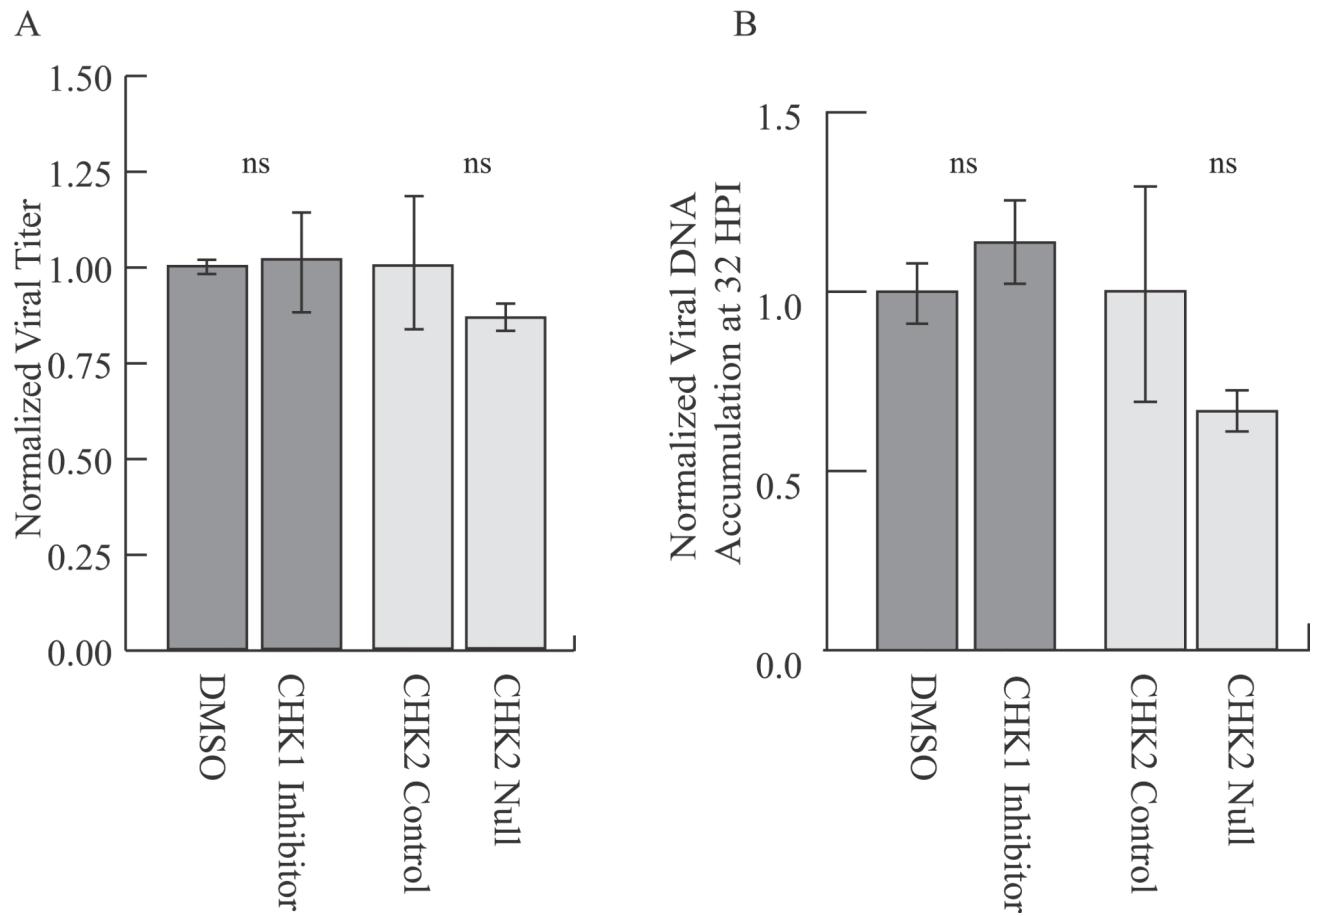 A
Normalized Viral Titer
1.50
1.25
1.00
0.75
0.50
0.25
0.00
ns
ns
DMSO
CHK1 Inhibitor
CHK2 Control
CHK2 Null
B
Normalized Viral DNA
Accumulation at 32 HPI
1.5
1.0
0.5
0.0
ns
ns
DMSO
CHK1 Inhibitor
CHK2 Control
CHK2 Null